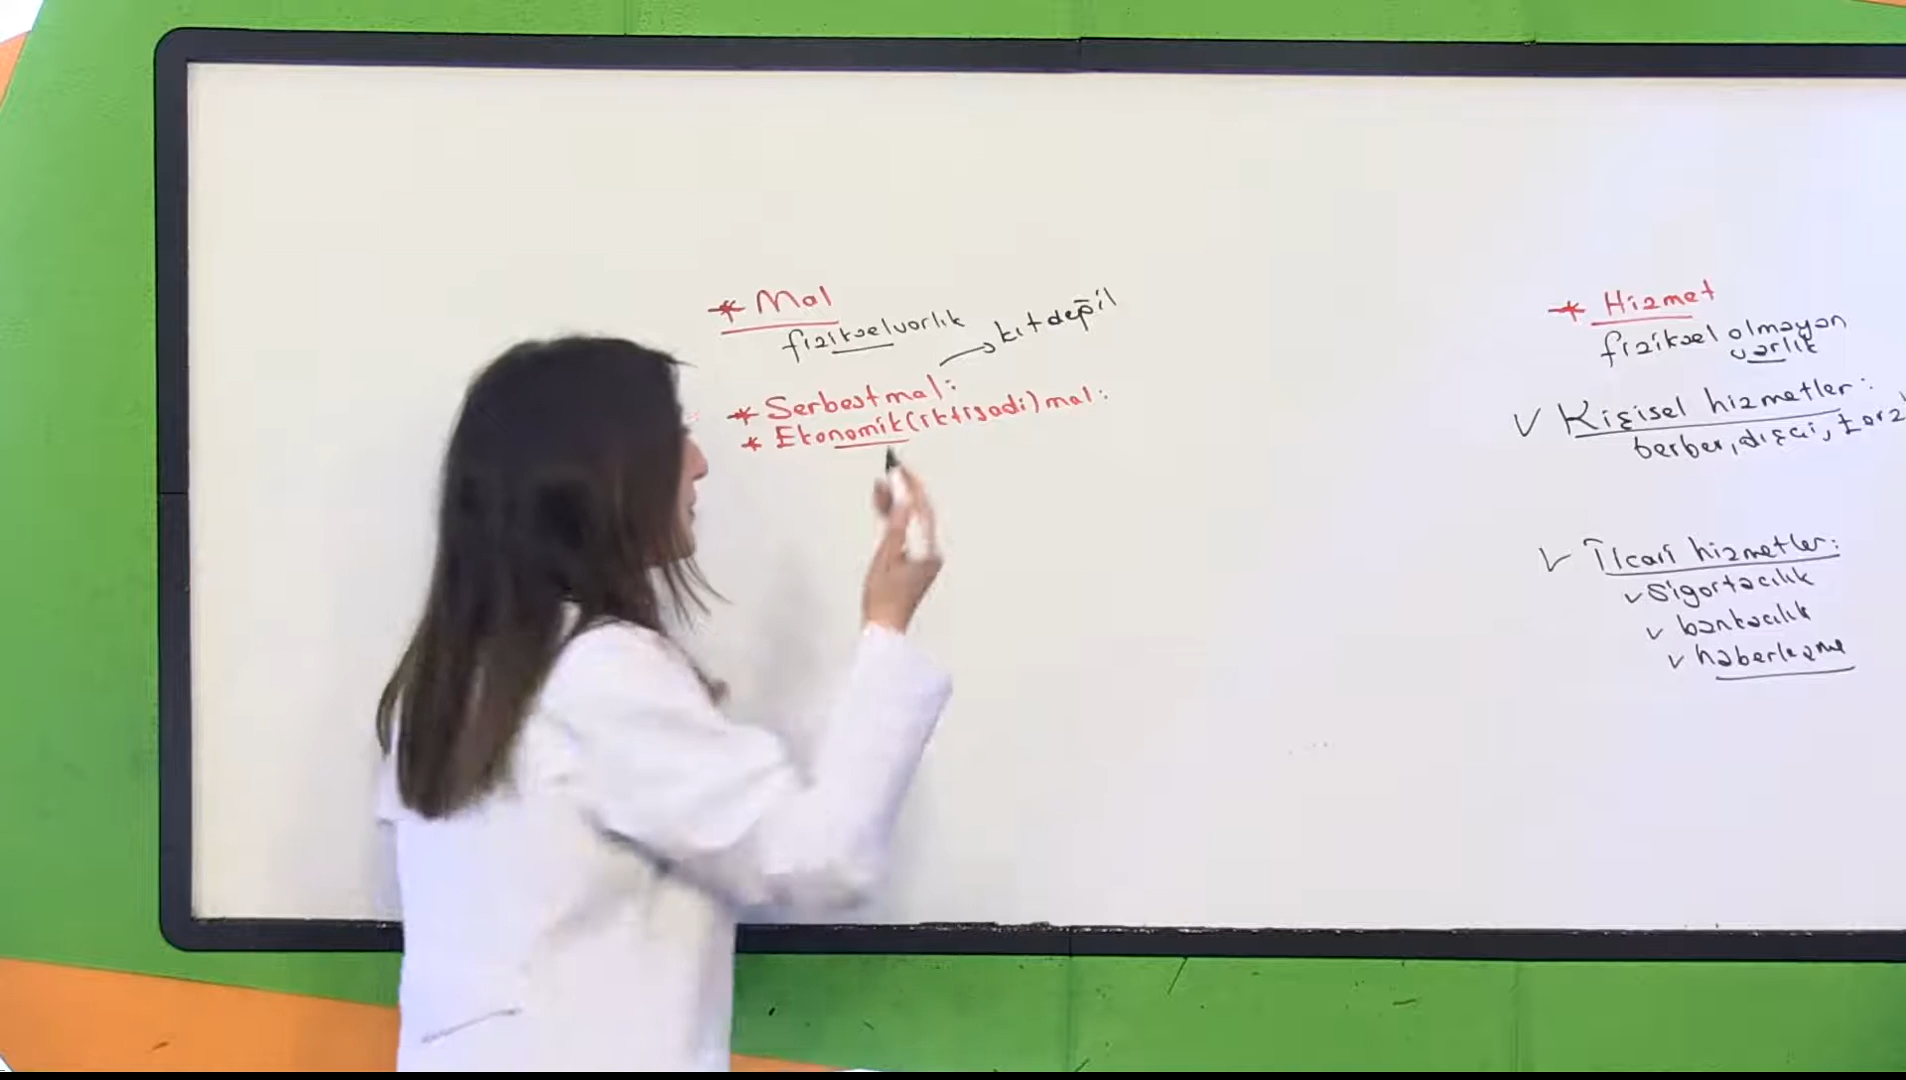 * Mal
fiziksel varlık
kıt değil
* Serbest mal:
* Ekonomik (iktisadi) mal:
* Hizmet
fiziksel olmayan
varlık
✓ Kişisel hizmetler:
berber, dişçi,
✓ Ticari hizmetler:
✓ sigortacılık
✓ bankacılık
✓ haberleşme